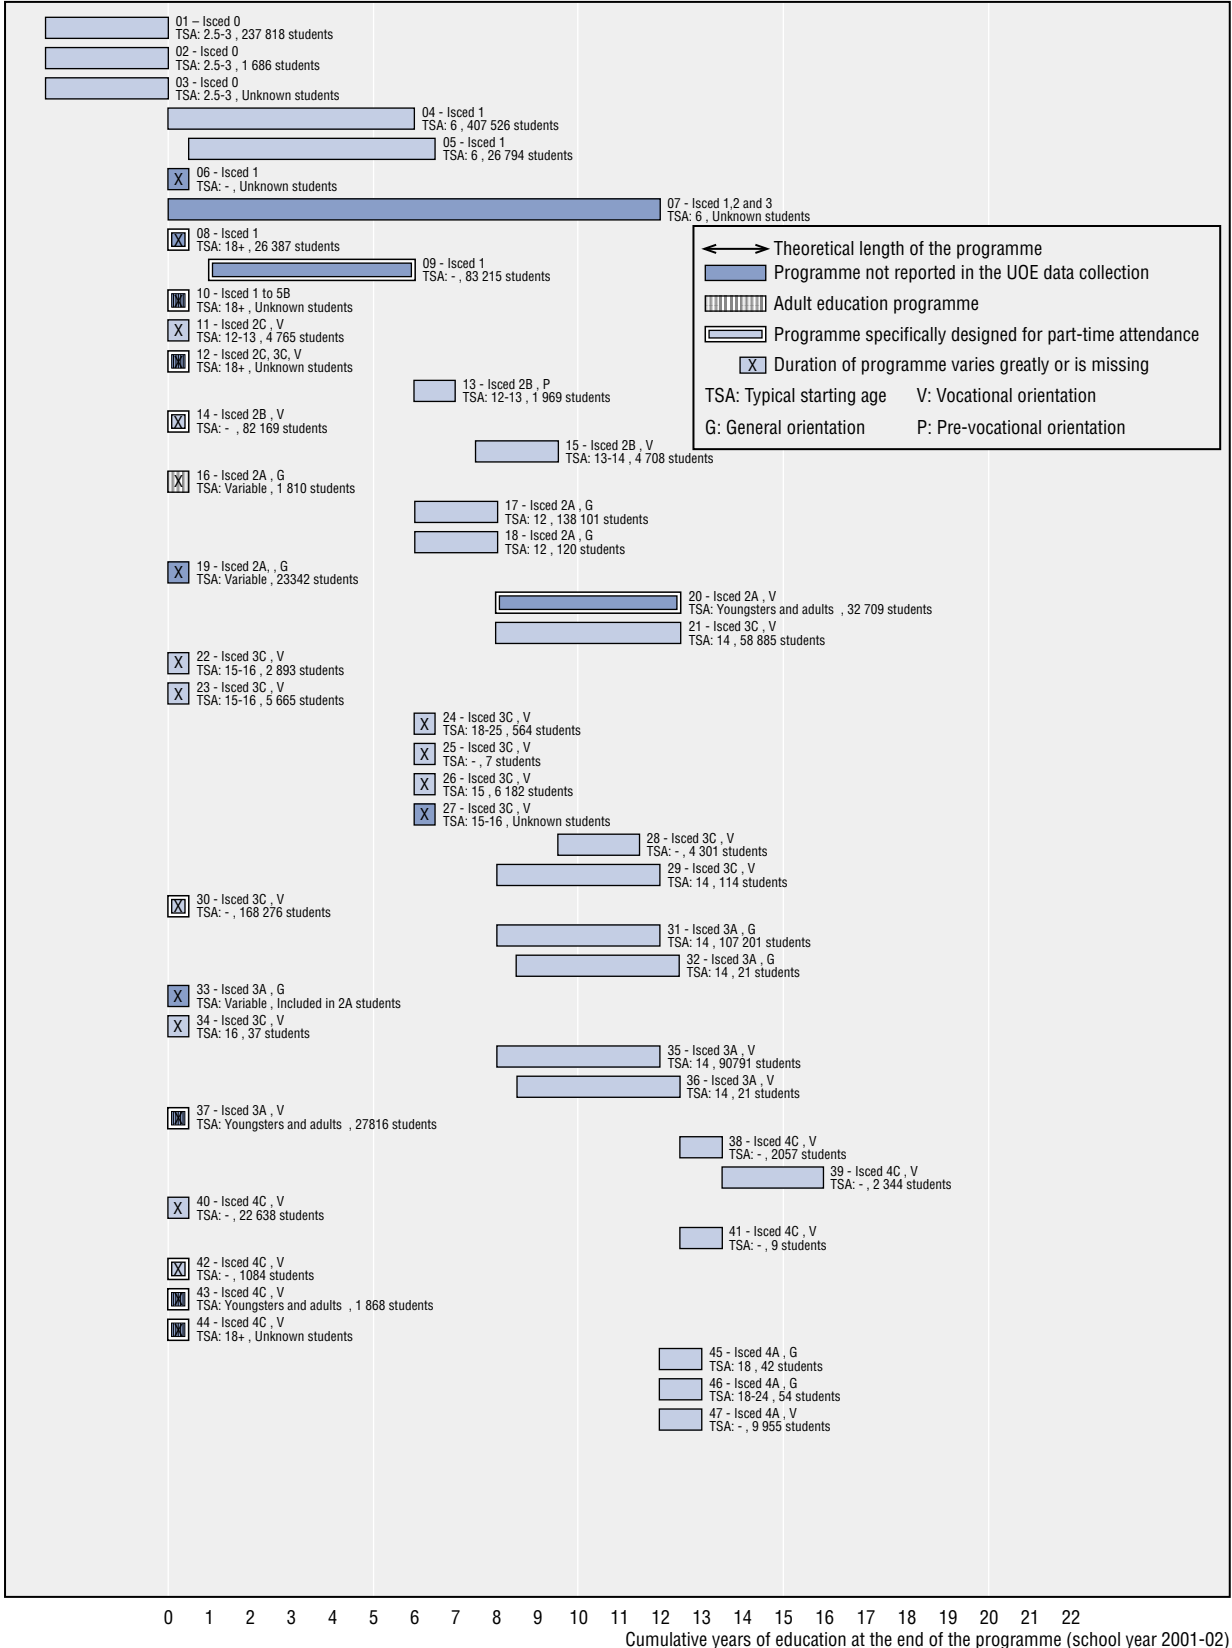 01 – Isced 0
TSA: 2.5-3 , 237 818 students
02 - Isced 0
TSA: 2.5-3 , 1 686 students
03 - Isced 0
TSA: 2.5-3 , Unknown students
04 - Isced 1
TSA: 6 , 407 526 students
05 - Isced 1
TSA: 6 , 26 794 students
X
06 - Isced 1
TSA: - , Unknown students
07 - Isced 1,2 and 3
TSA: 6 , Unknown students
X
08 - Isced 1
TSA: 18+ , 26 387 students
09 - Isced 1
TSA: - , 83 215 students
X
10 - Isced 1 to 5B
TSA: 18+ , Unknown students
X
11 - Isced 2C , V
TSA: 12-13 , 4 765 students
X
12 - Isced 2C, 3C, V
TSA: 18+ , Unknown students
13 - Isced 2B , P
TSA: 12-13 , 1 969 students
X
14 - Isced 2B , V
TSA: - , 82 169 students
15 - Isced 2B , V
TSA: 13-14 , 4 708 students
Theoretical length of the programme
Programme not reported in the UOE data collection
Adult education programme
Programme specifically designed for part-time attendance
X Duration of programme varies greatly or is missing
TSA: Typical starting age V: Vocational orientation
G: General orientation P: Pre-vocational orientation
X
16 - Isced 2A , G
TSA: Variable , 1 810 students
17 - Isced 2A , G
TSA: 12 , 138 101 students
18 - Isced 2A , G
TSA: 12 , 120 students
X
19 - Isced 2A, , G
TSA: Variable , 23342 students
20 - Isced 2A , V
TSA: Youngsters and adults , 32 709 students
21 - Isced 3C , V
TSA: 14 , 58 885 students
X
22 - Isced 3C , V
TSA: 15-16 , 2 893 students
X
23 - Isced 3C , V
TSA: 15-16 , 5 665 students
X
24 - Isced 3C , V
TSA: 18-25 , 564 students
X
25 - Isced 3C , V
TSA: - , 7 students
X
26 - Isced 3C , V
TSA: 15 , 6 182 students
X
27 - Isced 3C , V
TSA: 15-16 , Unknown students
28 - Isced 3C , V
TSA: - , 4 301 students
29 - Isced 3C , V
TSA: 14 , 114 students
X
30 - Isced 3C , V
TSA: - , 168 276 students
31 - Isced 3A , G
TSA: 14 , 107 201 students
32 - Isced 3A , G
TSA: 14 , 21 students
X
33 - Isced 3A , G
TSA: Variable , Included in 2A students
X
34 - Isced 3C , V
TSA: 16 , 37 students
35 - Isced 3A , V
TSA: 14 , 90791 students
36 - Isced 3A , V
TSA: 14 , 21 students
X
37 - Isced 3A , V
TSA: Youngsters and adults , 27816 students
38 - Isced 4C , V
TSA: - , 2057 students
39 - Isced 4C , V
TSA: - , 2 344 students
X
40 - Isced 4C , V
TSA: - , 22 638 students
41 - Isced 4C , V
TSA: - , 9 students
X
42 - Isced 4C , V
TSA: - , 1084 students
X
43 - Isced 4C , V
TSA: Youngsters and adults , 1 868 students
X
44 - Isced 4C , V
TSA: 18+ , Unknown students
45 - Isced 4A , G
TSA: 18 , 42 students
46 - Isced 4A , G
TSA: 18-24 , 54 students
47 - Isced 4A , V
TSA: - , 9 955 students
0 1 2 3 4 5 6 7 8 9 10 11 12 13 14 15 16 17 18 19 20 21 22
Cumulative years of education at the end of the programme (school year 2001-02)